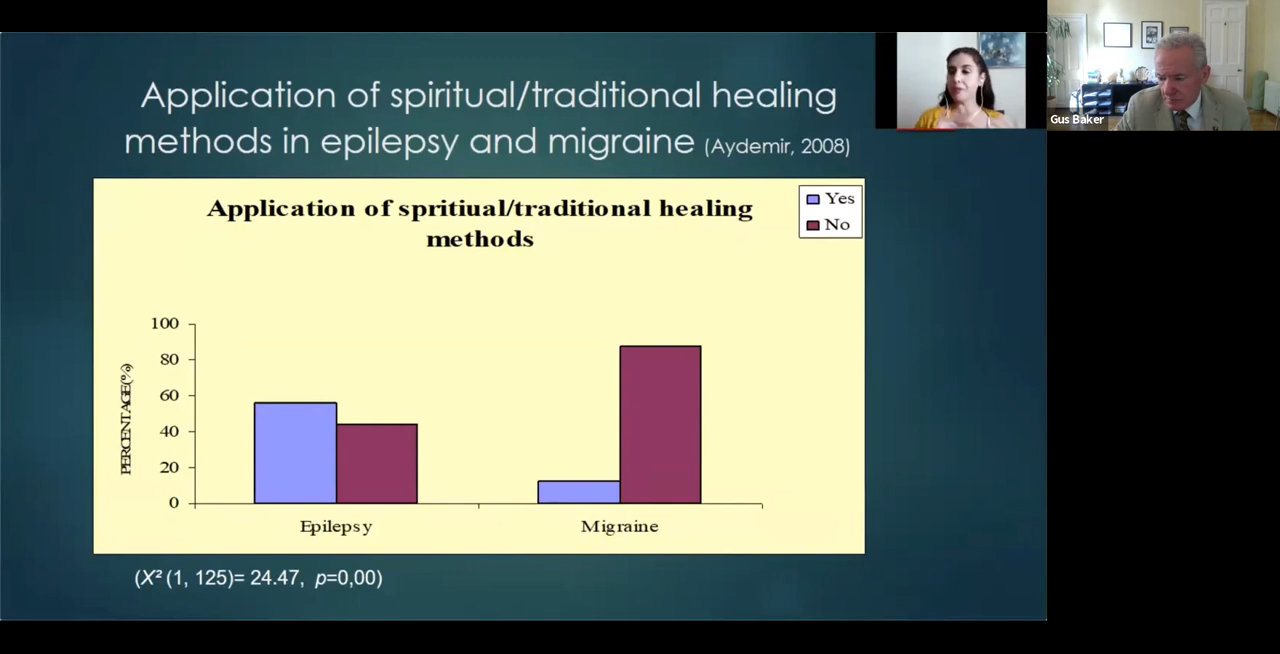 Application of spiritual/traditional healing
methods in epilepsy and migraine (Aydemir, 2008)
Gus Baker
Application of spritiual/traditional healing
methods
Yes
No
PERCENTAGE(%)
100
80
60
40
20
0
Epilepsy
Migraine
(X² (1, 125)= 24.47, p=0,00)